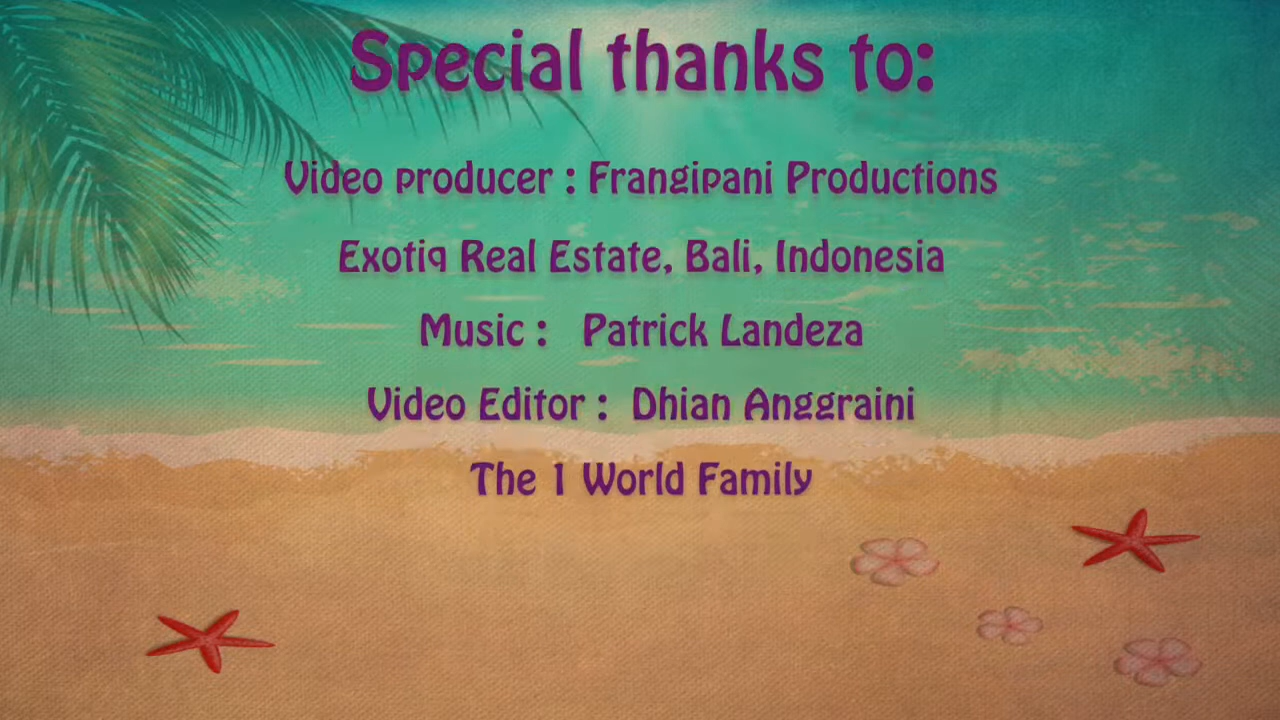 Special thanks to:
Video producer : Frangipani Productions
Exotiq Real Estate, Bali, Indonesia
Music : Patrick Landeza
Video Editor : Dhian Anggraini
The 1 World Family